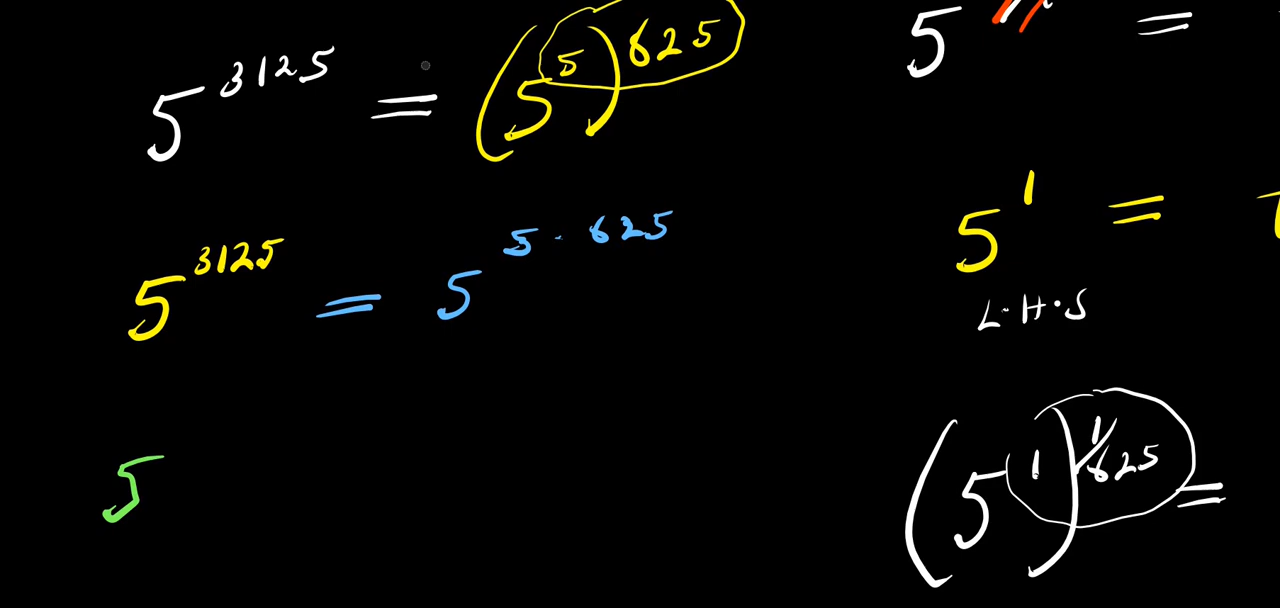 5^3125 = (5^5)^625
5^3125 = 5^5·625
5
5 =
5^1 =
L·H·S
(5^1)^1/625 =